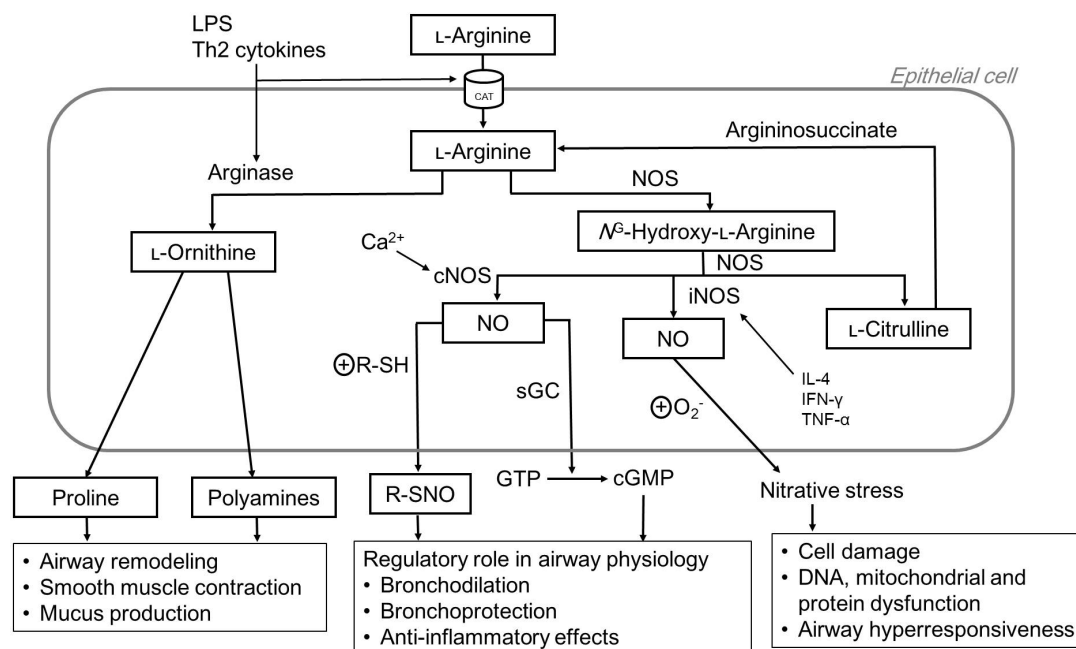 LPS
Th2 cytokines
ʟ-Arginine
CAT
Epithelial cell
ʟ-Arginine
Argininosuccinate
Arginase
NOS
ʟ-Ornithine
Nᴳ-Hydroxy-ʟ-Arginine
Ca²⁺
cNOS
NOS
iNOS
NO
NO
ʟ-Citrulline
⊕R-SH
sGC
⊕O₂⁻
IL-4
IFN-γ
TNF-α
Proline
Polyamines
R-SNO
GTP
cGMP
Nitrative stress
• Airway remodeling
• Smooth muscle contraction
• Mucus production
Regulatory role in airway physiology
• Bronchodilation
• Bronchoprotection
• Anti-inflammatory effects
• Cell damage
• DNA, mitochondrial and
protein dysfunction
• Airway hyperresponsiveness